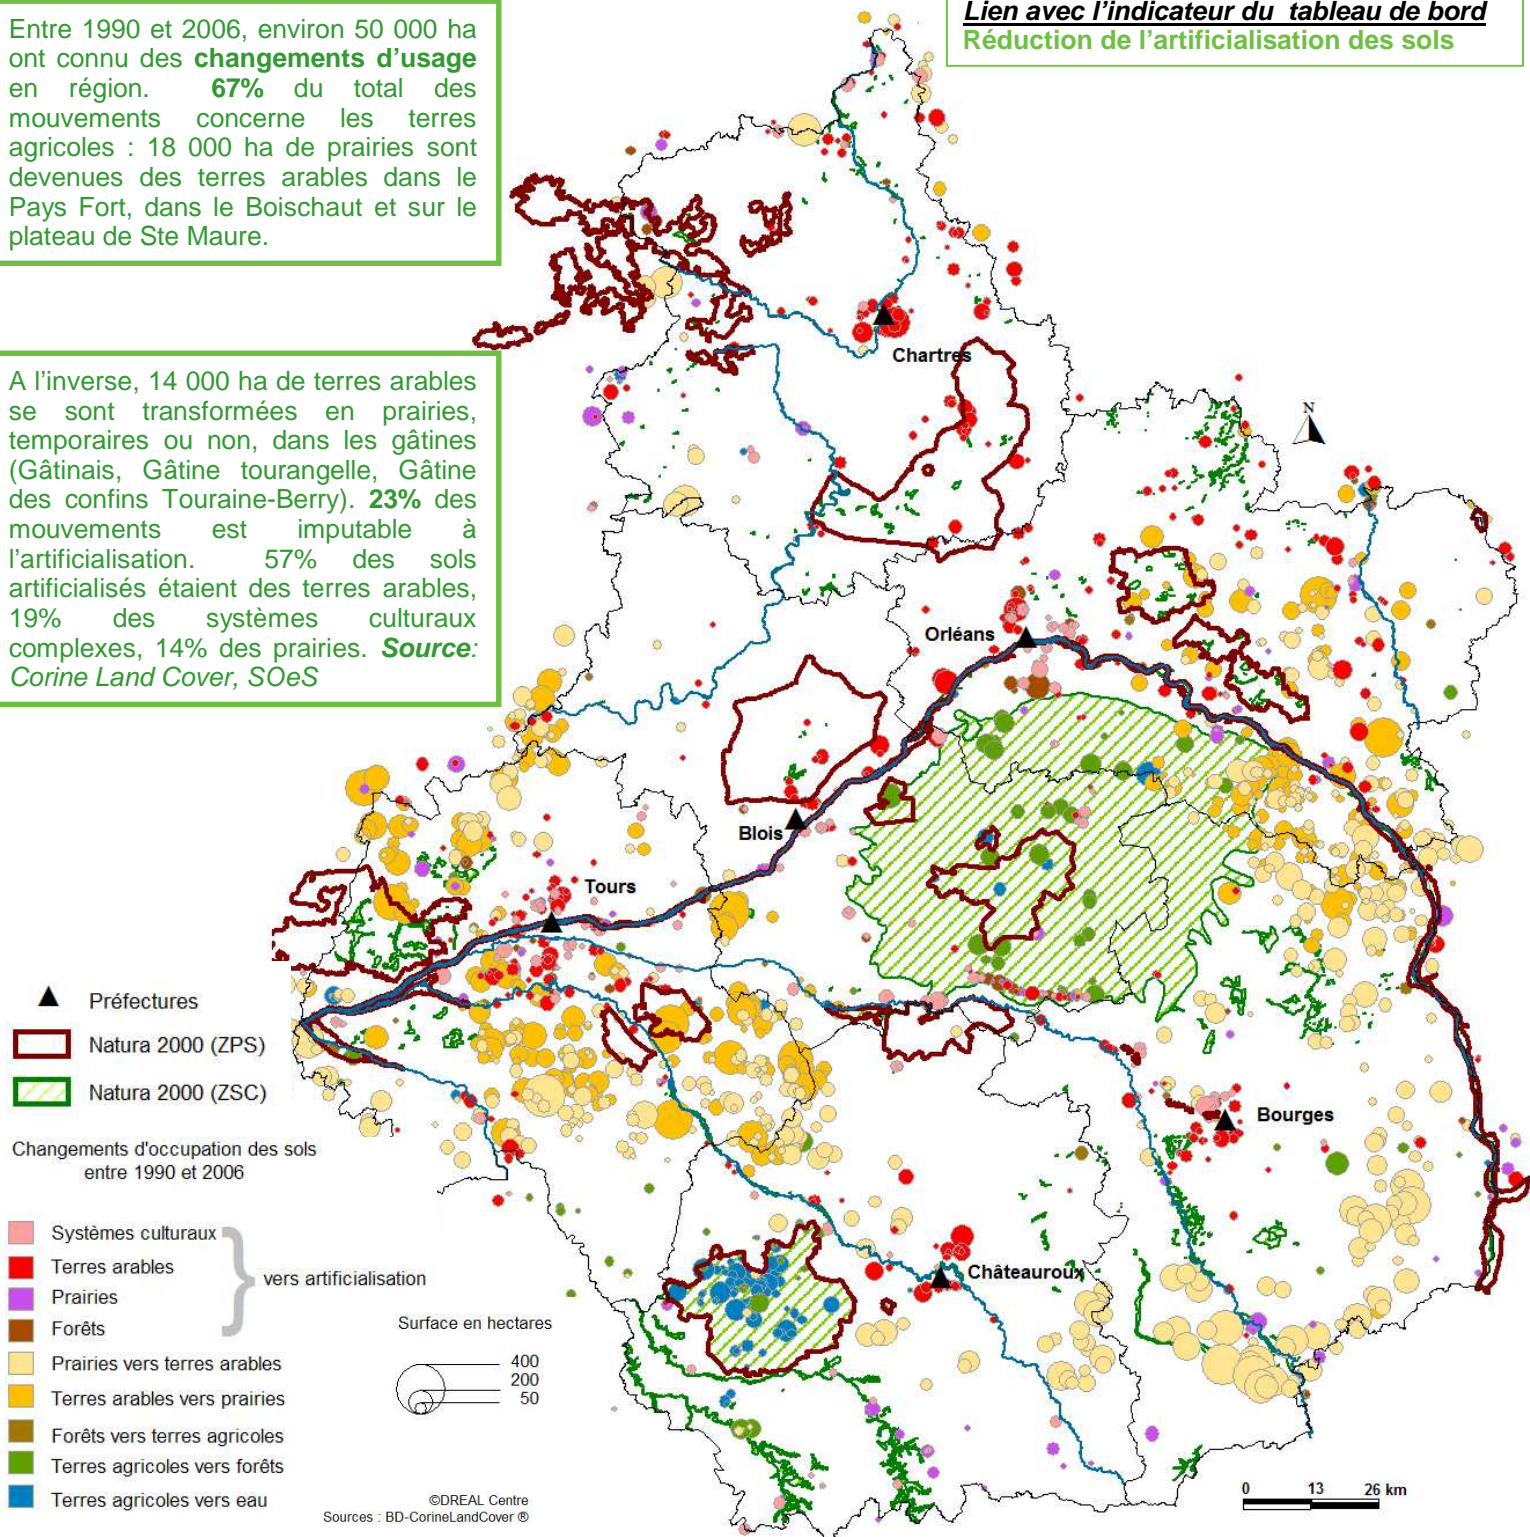 Entre 1990 et 2006, environ 50 000 ha
ont connu des changements d'usage
en région. 67% du total des
mouvements concerne les terres
agricoles : 18 000 ha de prairies sont
devenues des terres arables dans le
Pays Fort, dans le Boischaut et sur le
plateau de Ste Maure.
Lien avec l'indicateur du tableau de bord
Réduction de l'artificialisation des sols
A l'inverse, 14 000 ha de terres arables
se sont transformées en prairies,
temporaires ou non, dans les gâtines
(Gâtinais, Gâtine tourangelle, Gâtine
des confins Touraine-Berry). 23% des
mouvements est imputable à
l'artificialisation. 57% des sols
artificialisés étaient des terres arables,
19% des systèmes culturaux
complexes, 14% des prairies. Source:
Corine Land Cover, SOeS
Chartres
N
Orléans
Blois
Tours
Bourges
Châteauroux
Préfectures
Natura 2000 (ZPS)
Natura 2000 (ZSC)
Changements d'occupation des sols
entre 1990 et 2006
Systèmes culturaux
Terres arables
Prairies
Forêts
vers artificialisation
Prairies vers terres arables
Terres arables vers prairies
Forêts vers terres agricoles
Terres agricoles vers forêts
Terres agricoles vers eau
Surface en hectares
400
200
50
©DREAL Centre
Sources : BD-CorineLandCover ®
0 13 26 km